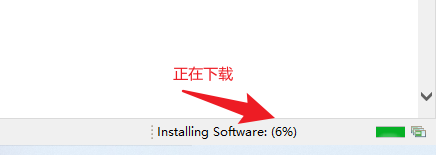 正在下载
Installing Software: (6%)